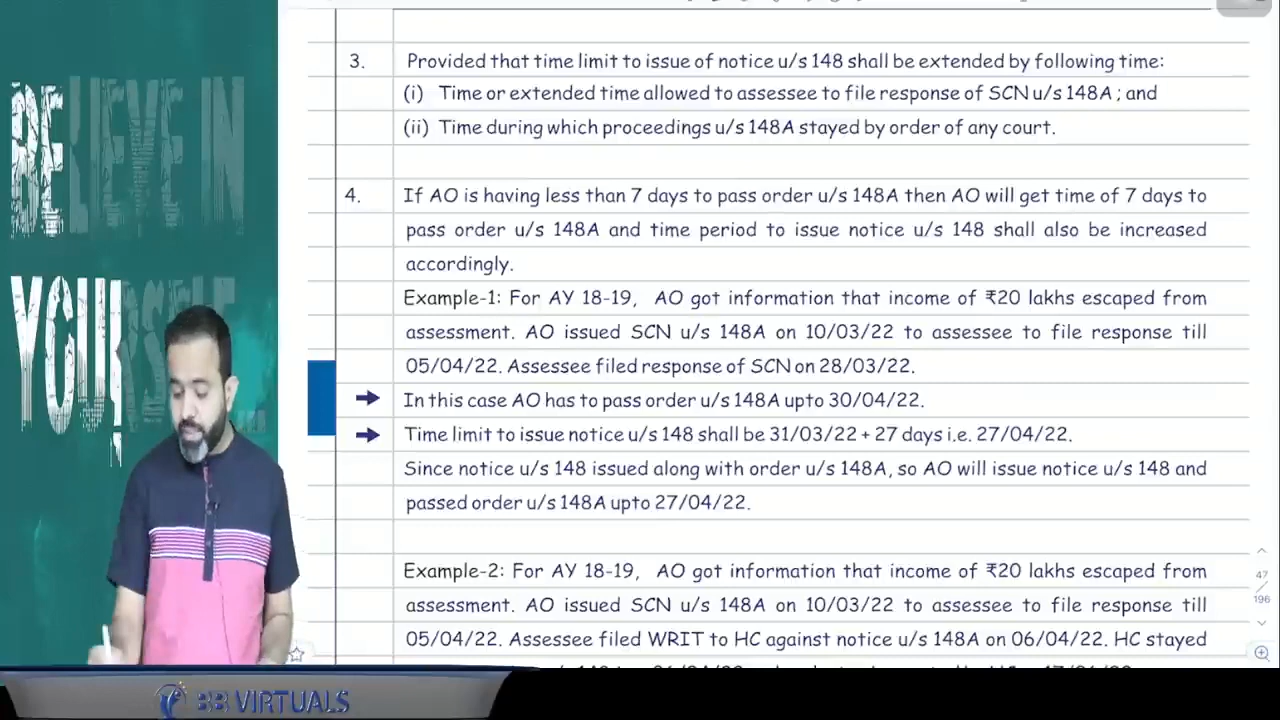 BELIEVE IN
3. Provided that time limit to issue of notice u/s 148 shall be extended by following time:
(i) Time or extended time allowed to assessee to file response of SCN u/s 148A ; and
(ii) Time during which proceedings u/s 148A stayed by order of any court.
4. If AO is having less than 7 days to pass order u/s 148A then AO will get time of 7 days to
pass order u/s 148A and time period to issue notice u/s 148 shall also be increased
accordingly.
Example-1: For AY 18-19, AO got information that income of ₹20 lakhs escaped from
assessment. AO issued SCN u/s 148A on 10/03/22 to assessee to file response till
05/04/22. Assessee filed response of SCN on 28/03/22.
➔ In this case AO has to pass order u/s 148A upto 30/04/22.
➔ Time limit to issue notice u/s 148 shall be 31/03/22 + 27 days i.e. 27/04/22.
Since notice u/s 148 issued along with order u/s 148A, so AO will issue notice u/s 148 and
passed order u/s 148A upto 27/04/22.
Example-2: For AY 18-19, AO got information that income of ₹20 lakhs escaped from
assessment. AO issued SCN u/s 148A on 10/03/22 to assessee to file response till
05/04/22. Assessee filed WRIT to HC against notice u/s 148A on 06/04/22. HC stayed
47
196
BB VIRTUALS